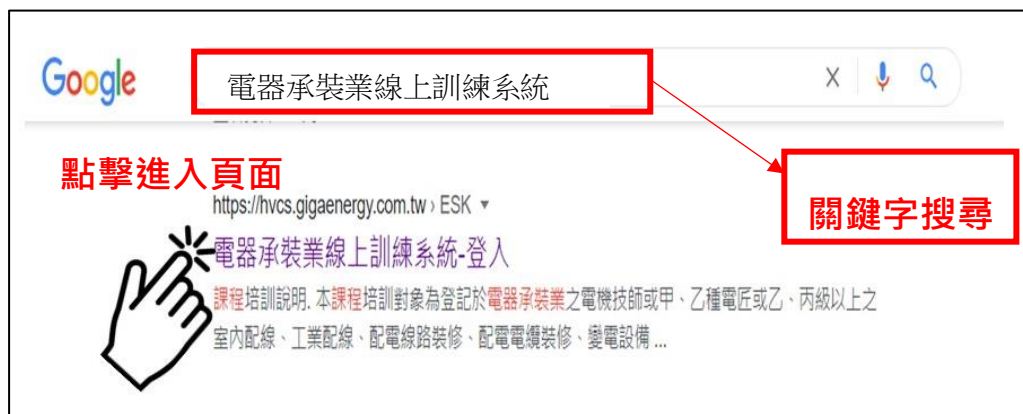 Google
電器承裝業線上訓練系統
點擊進入頁面
關鍵字搜尋
https://hvcs.gigaenergy.com.tw › ESK
電器承裝業線上訓練系統-登入
課程培訓說明. 本課程培訓對象為登記於電器承裝業之電機技師或甲、乙種電匠或乙、丙級以上之
室內配線、工業配線、配電線路裝修、配電電纜裝修、變電設備 ...